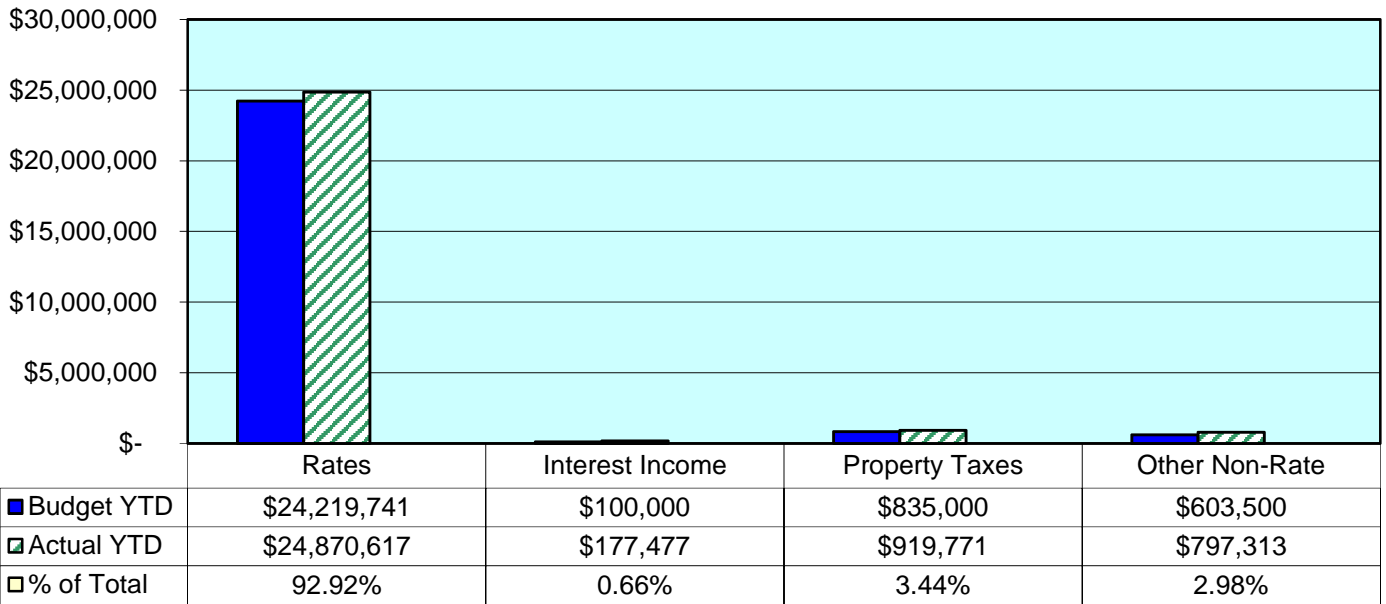 $30,000,000
$25,000,000
$20,000,000
$15,000,000
$10,000,000
$5,000,000
$-
Rates Interest Income Property Taxes Other Non-Rate
Budget YTD $24,219,741 $100,000 $835,000 $603,500
Actual YTD $24,870,617 $177,477 $919,771 $797,313
% of Total 92.92% 0.66% 3.44% 2.98%